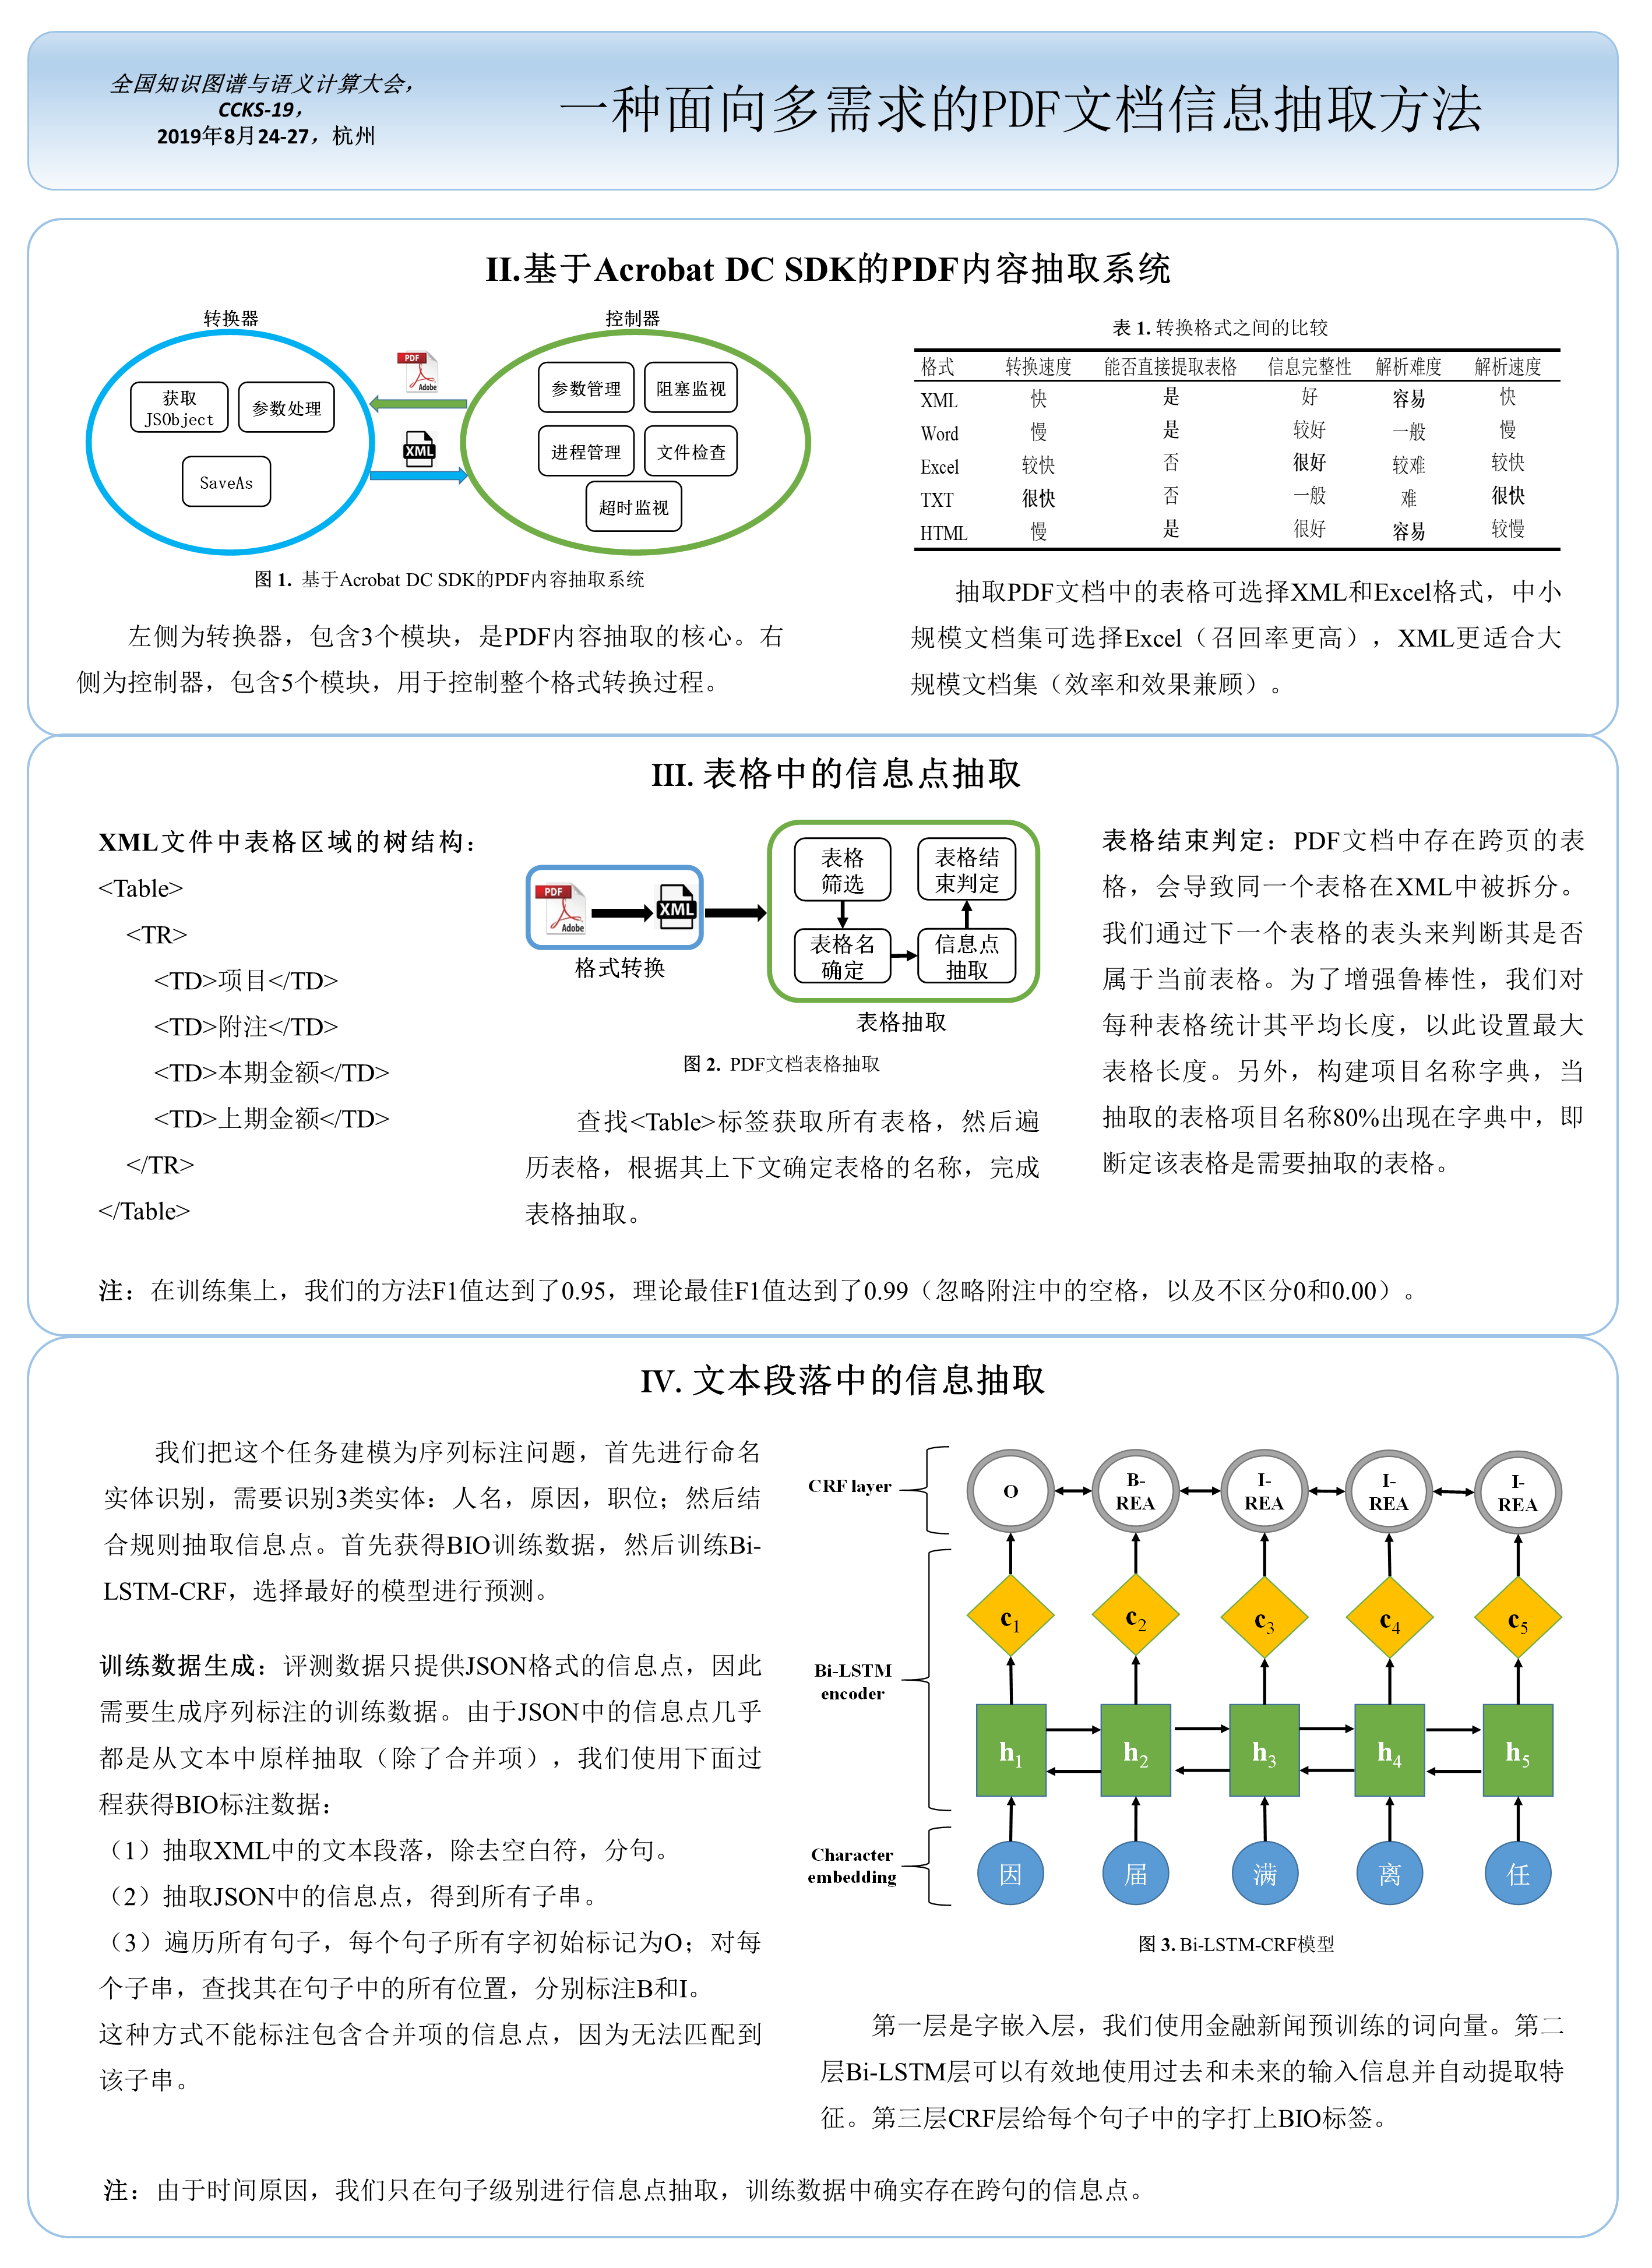 全国知识图谱与语义计算大会，
CCKS-19，
2019年8月24-27，杭州
一种面向多需求的PDF文档信息抽取方法
II.基于Acrobat DC SDK的PDF内容抽取系统
转换器
控制器
获取
JSObject
参数处理
SaveAs
PDF
Adobe
XML
参数管理
阻塞监视
进程管理
文件检查
超时监视
图 1. 基于Acrobat DC SDK的PDF内容抽取系统
左侧为转换器，包含3个模块，是PDF内容抽取的核心。右
侧为控制器，包含5个模块，用于控制整个格式转换过程。
表 1. 转换格式之间的比较
格式 转换速度 能否直接提取表格 信息完整性 解析难度 解析速度
XML 快 是 好 容易 快
Word 慢 是 较好 一般 慢
Excel 较快 否 很好 较难 较快
TXT 很快 否 一般 难 很快
HTML 慢 是 很好 容易 较慢
抽取PDF文档中的表格可选择XML和Excel格式，中小
规模文档集可选择Excel（召回率更高），XML更适合大
规模文档集（效率和效果兼顾）。
III. 表格中的信息点抽取
XML文件中表格区域的树结构：
<Table>
<TR>
<TD>项目</TD>
<TD>附注</TD>
<TD>本期金额</TD>
<TD>上期金额</TD>
</TR>
</Table>
PDF
Adobe
XML
格式转换
表格
筛选
表格结
束判定
表格名
确定
信息点
抽取
表格抽取
图 2. PDF文档表格抽取
查找<Table>标签获取所有表格，然后遍
历表格，根据其上下文确定表格的名称，完成
表格抽取。
表格结束判定：PDF文档中存在跨页的表
格，会导致同一个表格在XML中被拆分。
我们通过下一个表格的表头来判断其是否
属于当前表格。为了增强鲁棒性，我们对
每种表格统计其平均长度，以此设置最大
表格长度。另外，构建项目名称字典，当
抽取的表格项目名称80%出现在字典中，即
断定该表格是需要抽取的表格。
注：在训练集上，我们的方法F1值达到了0.95，理论最佳F1值达到了0.99（忽略附注中的空格，以及不区分0和0.00）。
IV. 文本段落中的信息抽取
我们把这个任务建模为序列标注问题，首先进行命名
实体识别，需要识别3类实体：人名，原因，职位；然后结
合规则抽取信息点。首先获得BIO训练数据，然后训练Bi-
LSTM-CRF，选择最好的模型进行预测。
训练数据生成：评测数据只提供JSON格式的信息点，因此
需要生成序列标注的训练数据。由于JSON中的信息点几乎
都是从文本中原样抽取（除了合并项），我们使用下面过
程获得BIO标注数据：
（1）抽取XML中的文本段落，除去空白符，分句。
（2）抽取JSON中的信息点，得到所有子串。
（3）遍历所有句子，每个句子所有字初始标记为O；对每
个子串，查找其在句子中的所有位置，分别标注B和I。
这种方式不能标注包含合并项的信息点，因为无法匹配到
该子串。
CRF layer
O
B-
REA
I-
REA
I-
REA
I-
REA
c1 c2 c3 c4 c5
Bi-LSTM
encoder
h1 h2 h3 h4 h5
Character
embedding
因 届 满 离 任
图 3. Bi-LSTM-CRF模型
第一层是字嵌入层，我们使用金融新闻预训练的词向量。第二
层Bi-LSTM层可以有效地使用过去和未来的输入信息并自动提取特
征。第三层CRF层给每个句子中的字打上BIO标签。
注：由于时间原因，我们只在句子级别进行信息点抽取，训练数据中确实存在跨句的信息点。